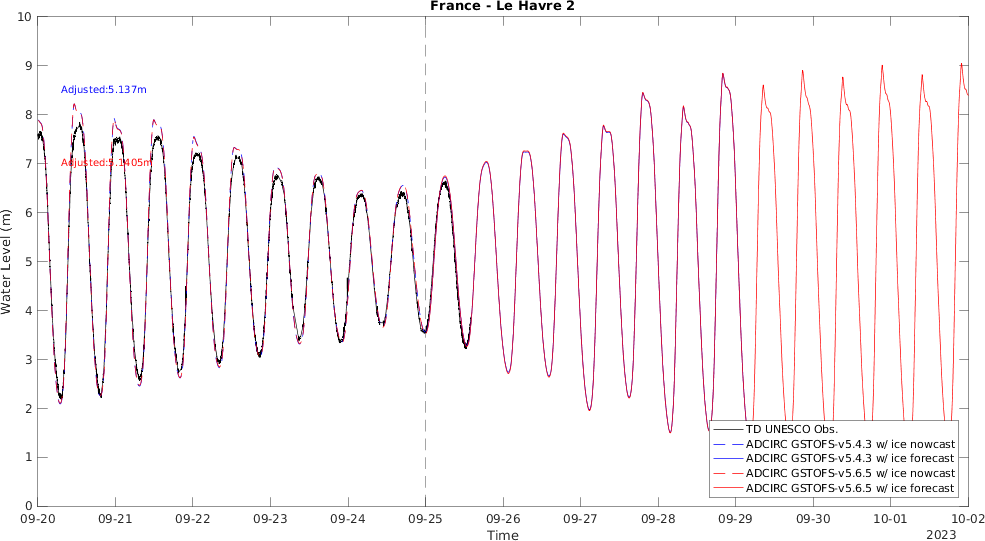 France - Le Havre 2
10
9
8
7
6
5
4
3
2
1
0
Water Level (m)
Adjusted:5.137m
Adjusted:5.1405m
TD UNESCO Obs.
ADCIRC GSTOFS-v5.4.3 w/ ice nowcast
ADCIRC GSTOFS-v5.4.3 w/ ice forecast
ADCIRC GSTOFS-v5.6.5 w/ ice nowcast
ADCIRC GSTOFS-v5.6.5 w/ ice forecast
09-20 09-21 09-22 09-23 09-24 09-25 09-26 09-27 09-28 09-29 09-30 10-01 10-02
Time
2023